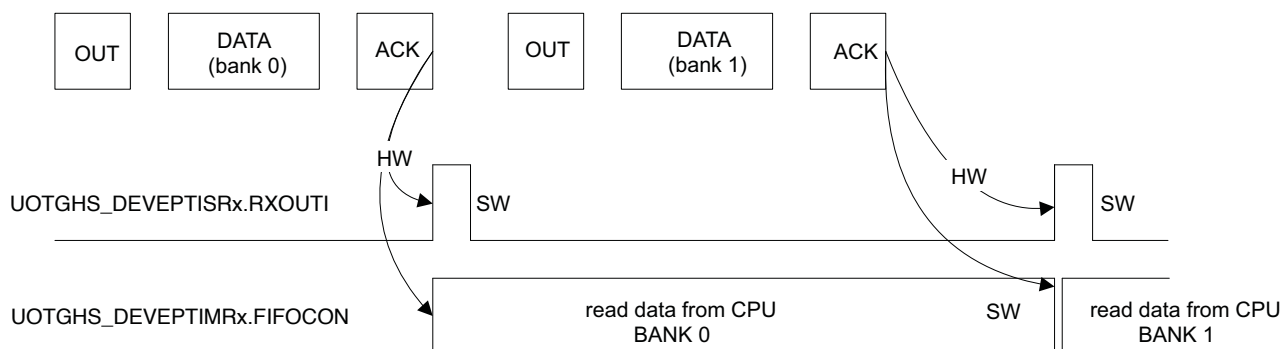 OUT
DATA
(bank 0)
ACK
OUT
DATA
(bank 1)
ACK
HW
HW
UOTGHS_DEVEPTISRx.RXOUTI
SW
SW
UOTGHS_DEVEPTIMRx.FIFOCON
read data from CPU
BANK 0
SW
read data from CPU
BANK 1